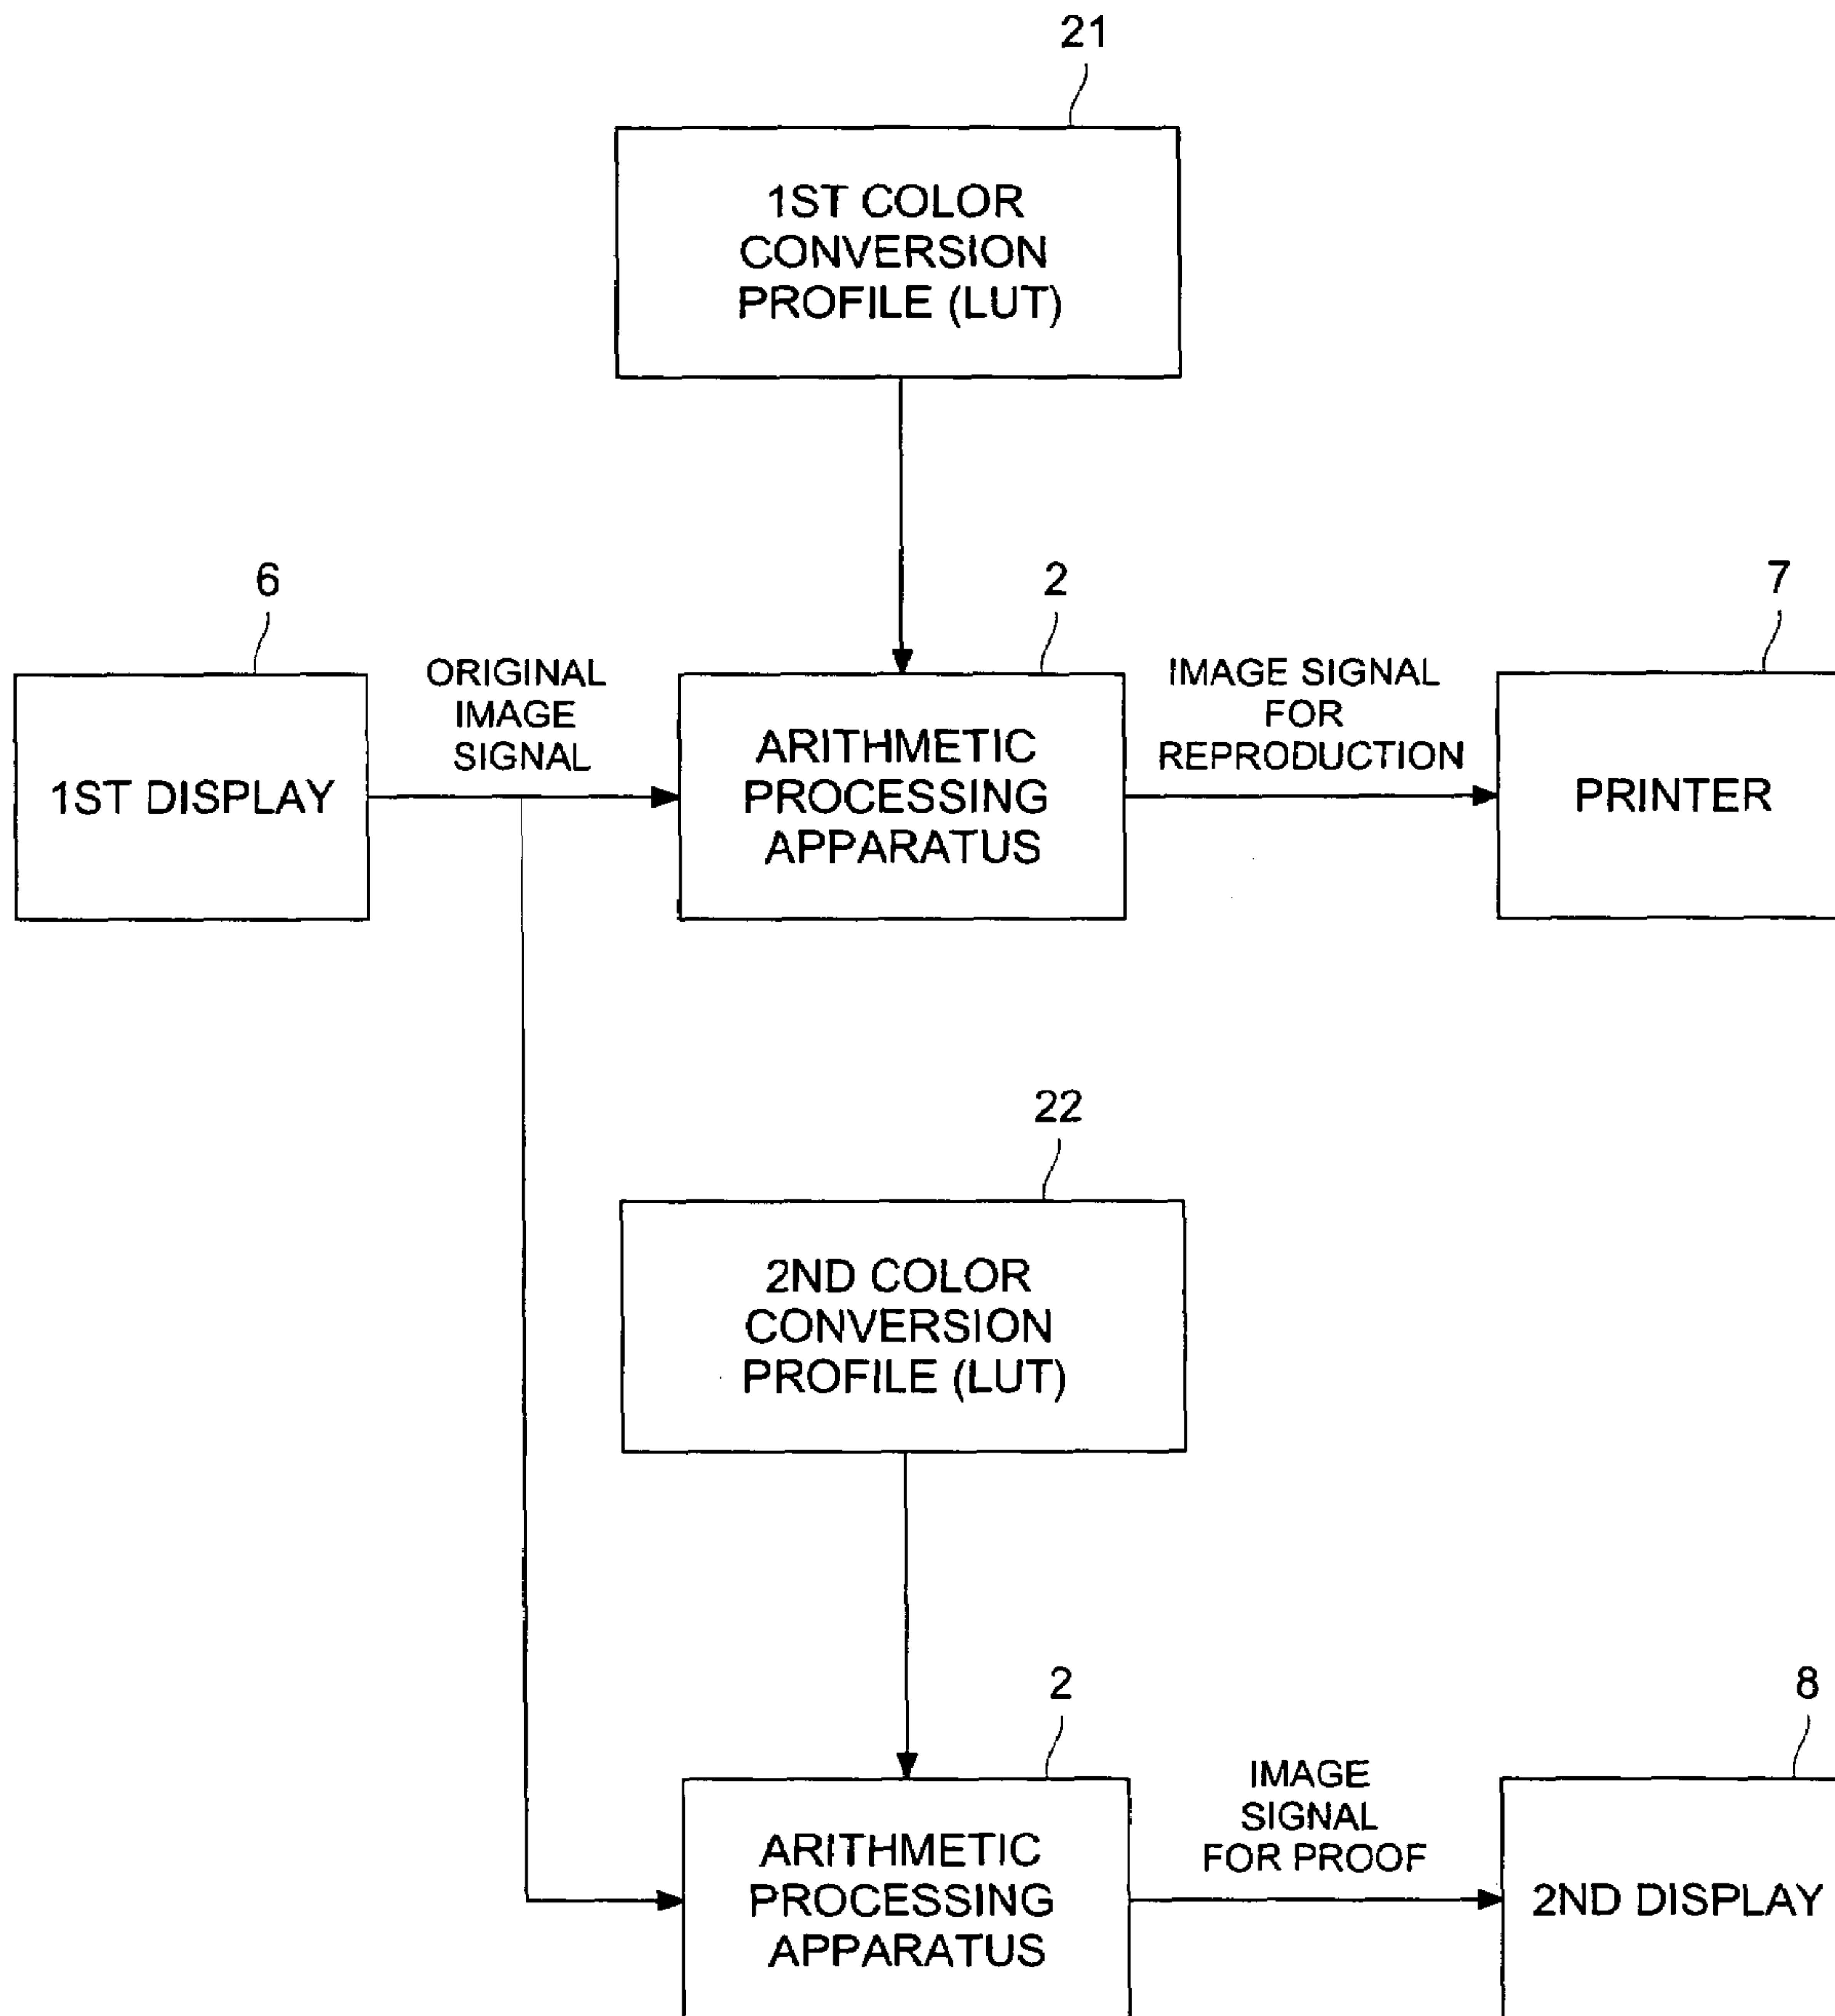 21
1ST COLOR
CONVERSION
PROFILE (LUT)
6
2
7
ORIGINAL
IMAGE
SIGNAL
IMAGE SIGNAL
FOR
REPRODUCTION
1ST DISPLAY
ARITHMETIC
PROCESSING
APPARATUS
PRINTER
22
2ND COLOR
CONVERSION
PROFILE (LUT)
2
8
IMAGE
SIGNAL
FOR PROOF
ARITHMETIC
PROCESSING
APPARATUS
2ND DISPLAY